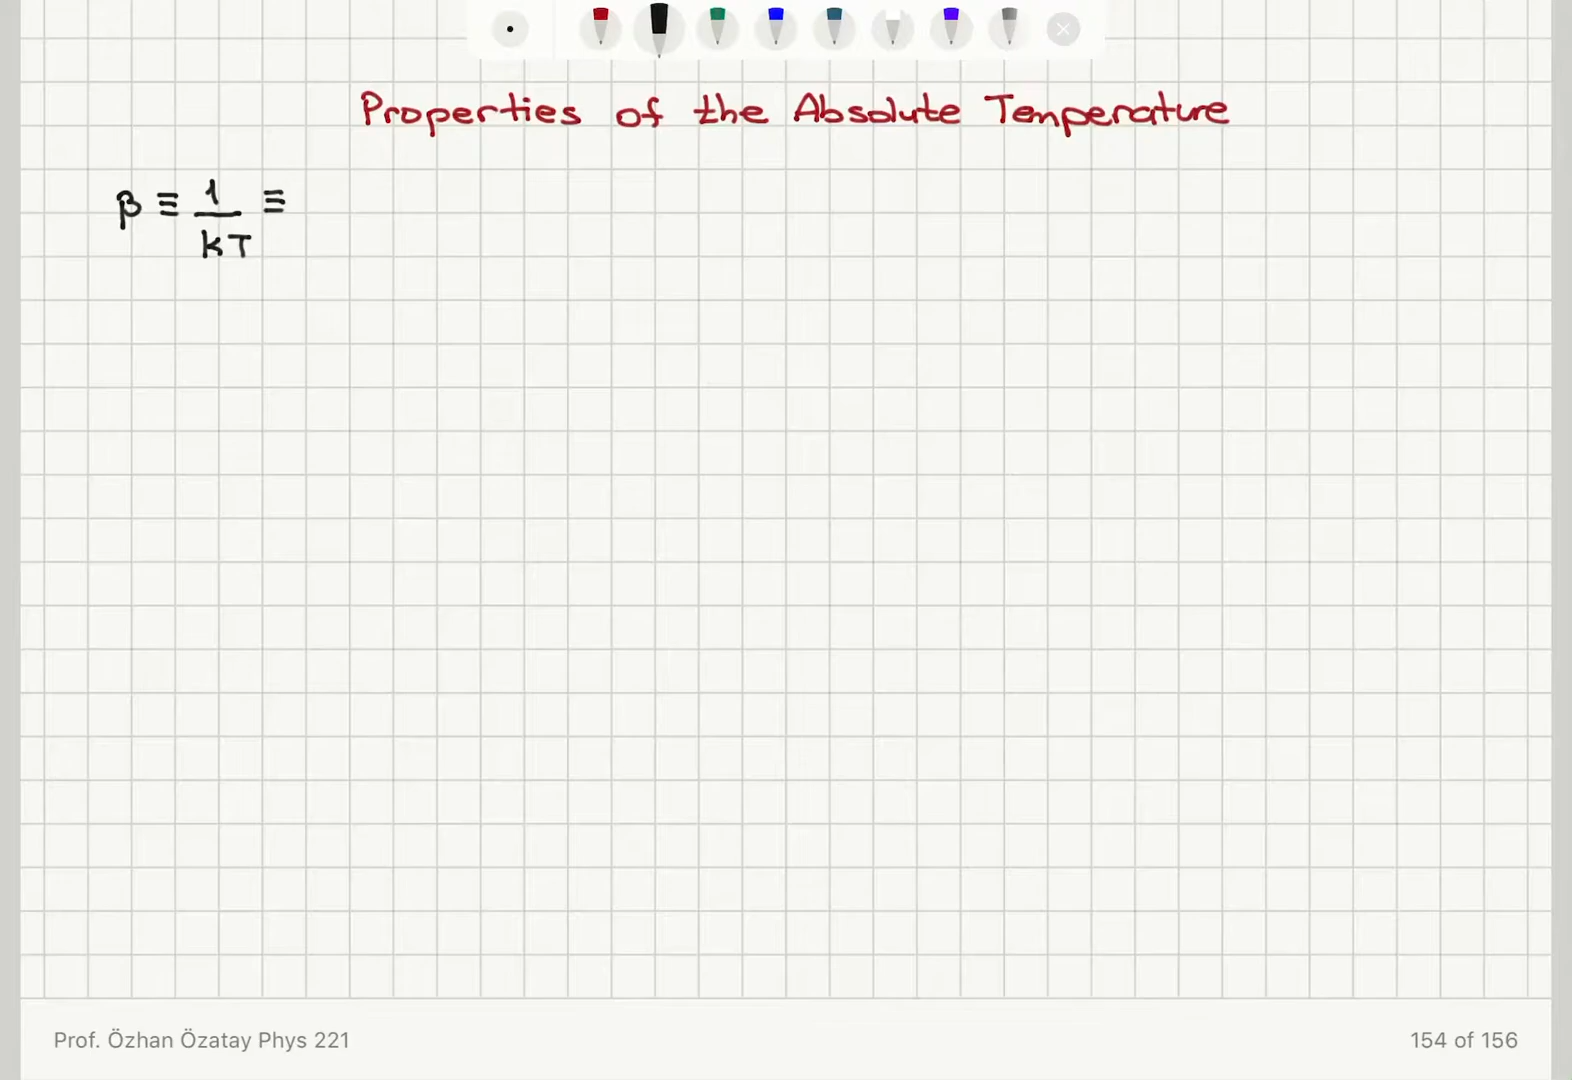 Properties of the Absolute Temperature
β ≡ 1/kT ≡
Prof. Özhan Özatay Phys 221
154 of 156